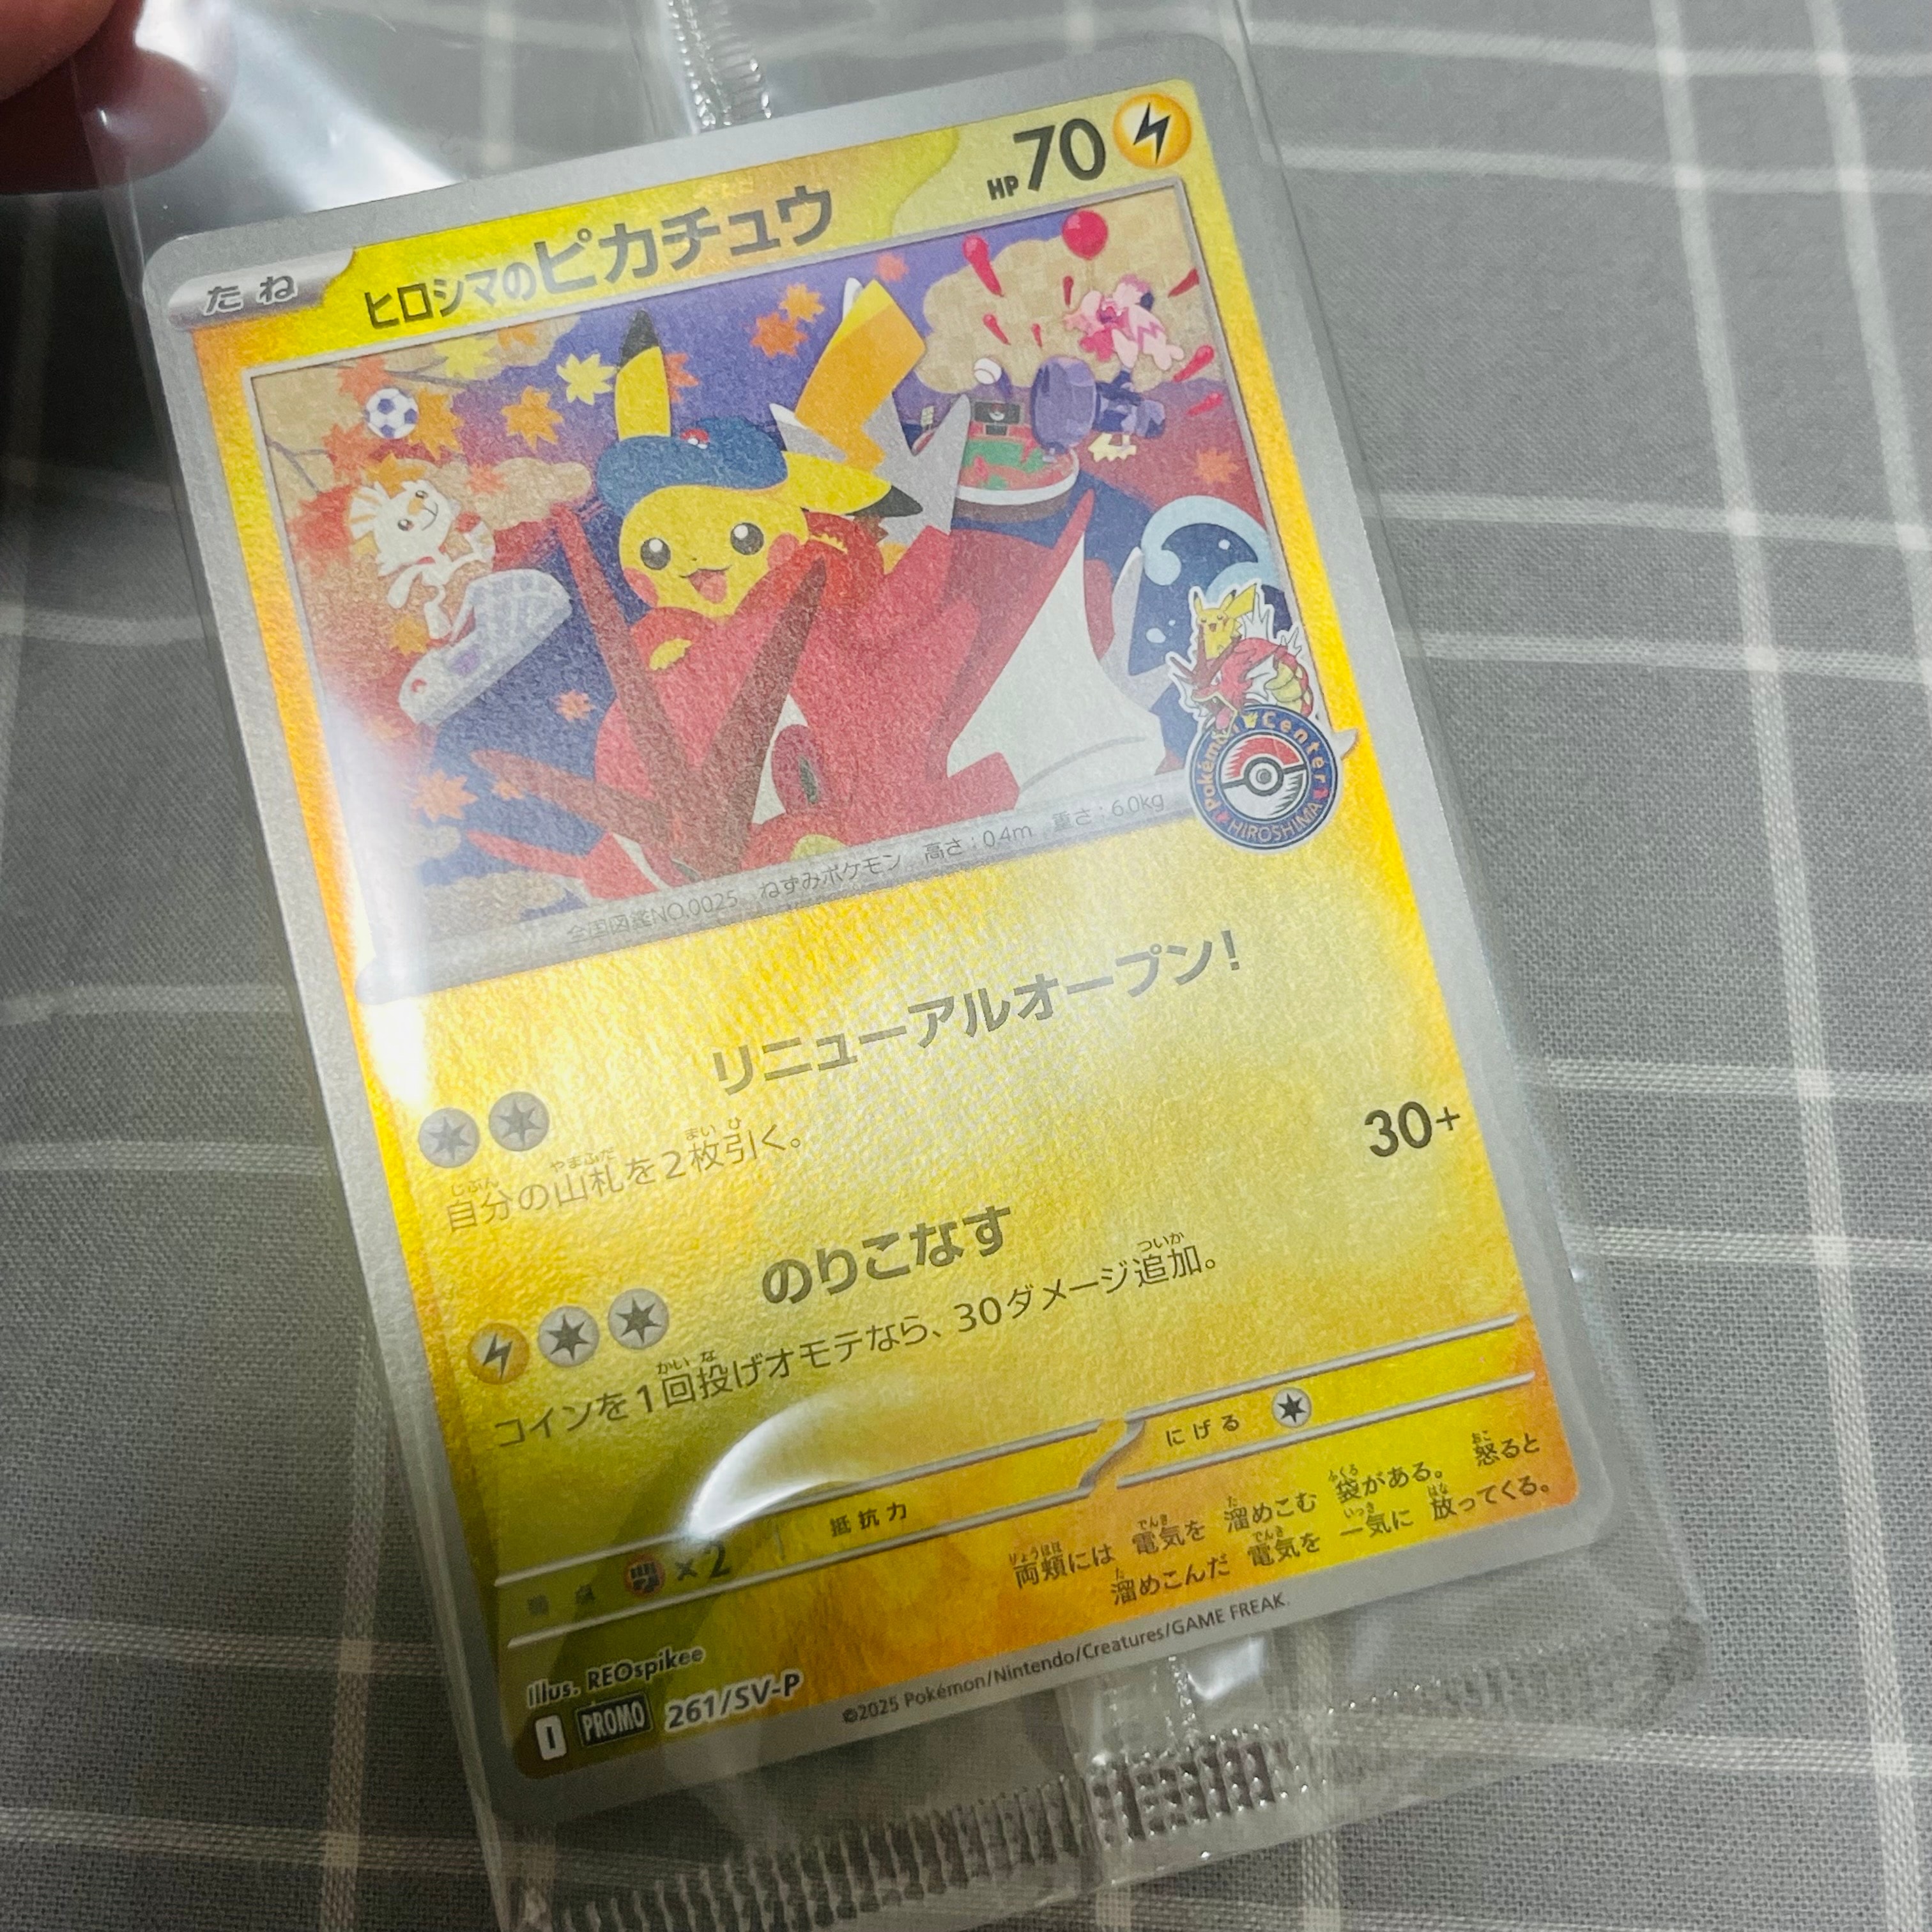 たね
ヒロシマのピカチュウ
HP70
Pokémon Center
HIROSHIMA
全国図鑑NO.0025 ねずみポケモン 高さ：0.4m 重さ：6.0kg
リニューアルオープン！
自分の山札を2枚引く。
のりこなす 30+
コインを1回投げオモテなら、30ダメージ追加。
弱点 ×2 抵抗力 にげる
両頬には 電気を 溜めこむ 袋がある。 怒ると
溜めこんだ 電気を 一気に 放ってくる。
Illus. REOspikee
I PROMO 261/SV-P
©2025 Pokémon/Nintendo/Creatures/GAME FREAK.